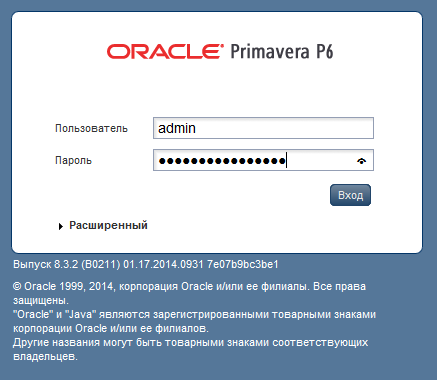 ORACLE® Primavera P6
Пользователь admin
Пароль ●●●●●●●●●●●●●●●●
Вход
Расширенный
Выпуск 8.3.2 (B0211) 01.17.2014.0931 7e07b9bc3be1
© Oracle 1999, 2014, корпорация Oracle и/или ее филиалы. Все права
защищены.
"Oracle" и "Java" являются зарегистрированными товарными знаками
корпорации Oracle и/или ее филиалов.
Другие названия могут быть товарными знаками соответствующих
владельцев.